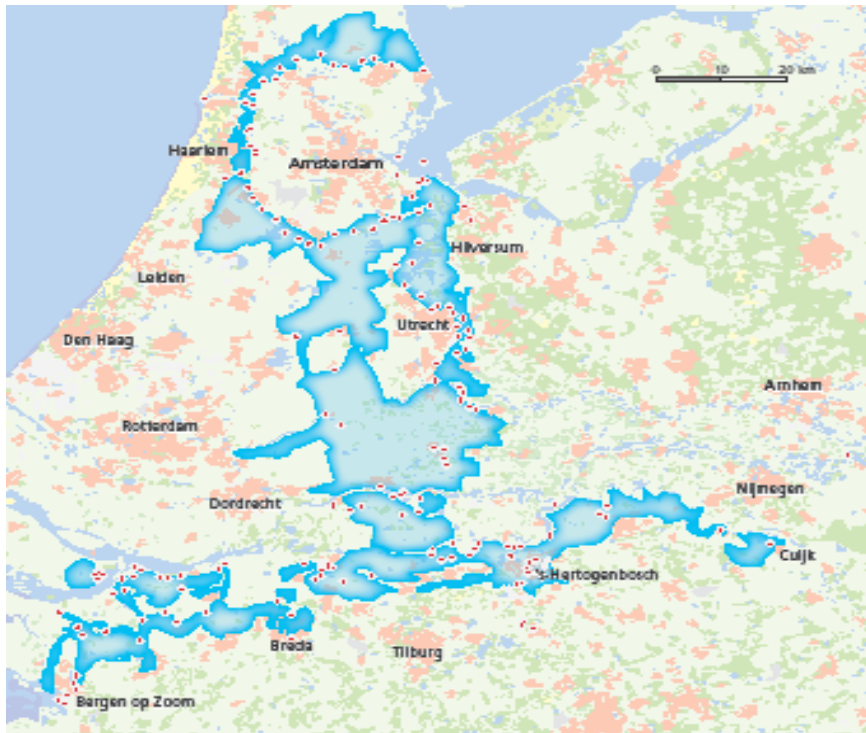 0 10 20 km
Haarlem
Amsterdam
Hilversum
Leiden
Utrecht
Den Haag
Arnhem
Rotterdam
Nijmegen
Dordrecht
Cuijk
's-Hertogenbosch
Breda
Tilburg
Bergen op Zoom